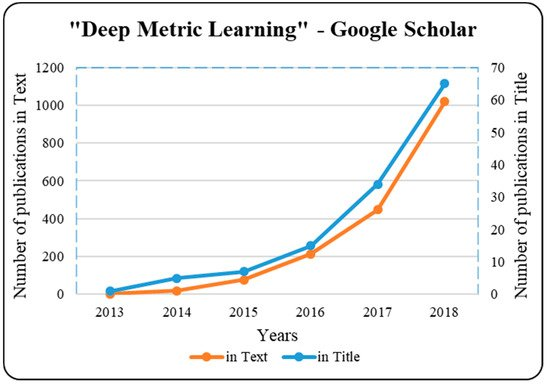 "Deep Metric Learning" - Google Scholar
Number of publications in Text
1200
1000
800
600
400
200
0
70
60
50
40
30
20
10
0
Number of publications in Title
2013 2014 2015 2016 2017 2018
Years
in Text in Title